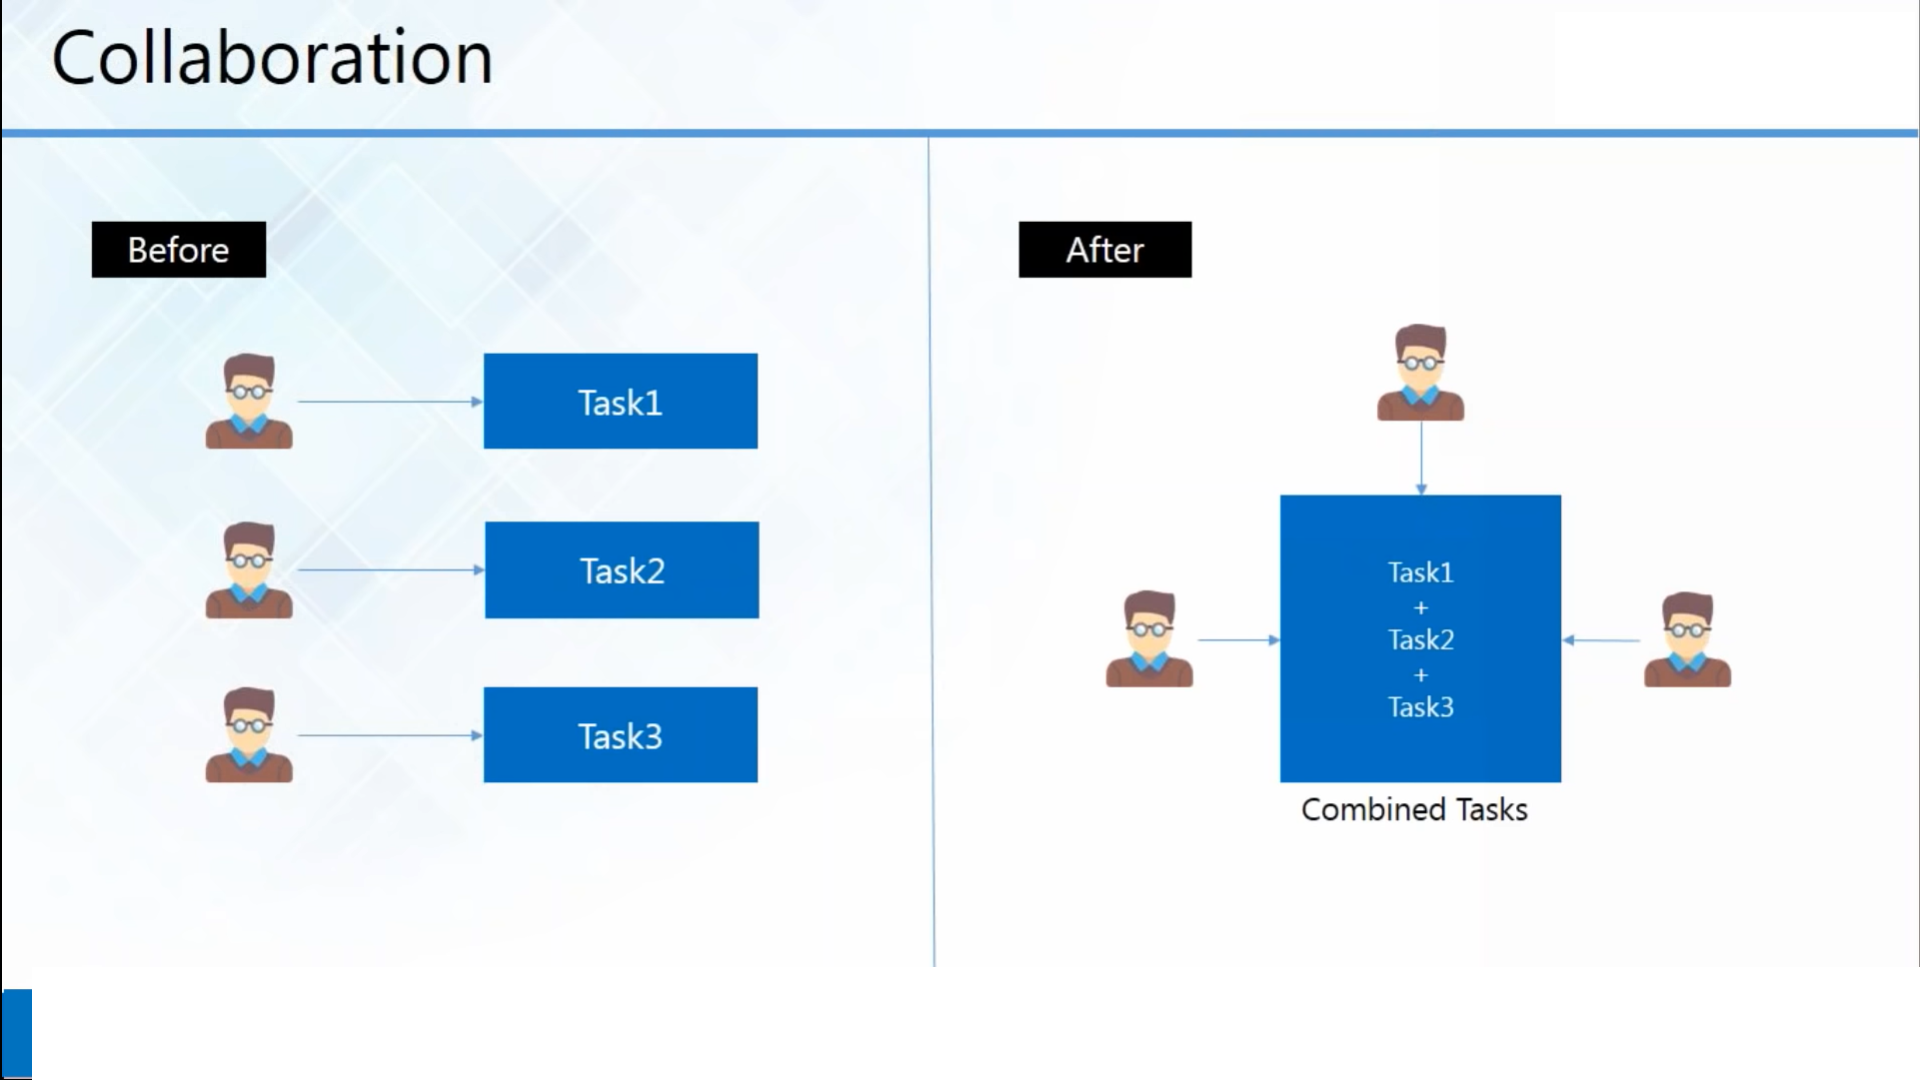 Collaboration
Before
Task1
Task2
Task3
After
Task1
+
Task2
+
Task3
Combined Tasks